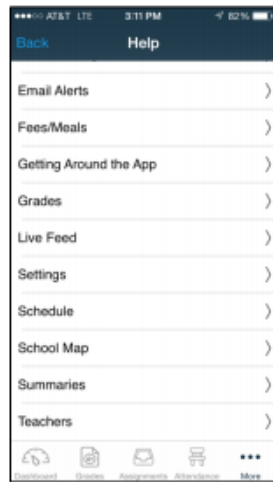 AT&T LTE 3:11 PM 82%
Back Help
Email Alerts
Fees/Meals
Getting Around the App
Grades
Live Feed
Settings
Schedule
School Map
Summaries
Teachers
Dashboard Grades Assignments Attendance More